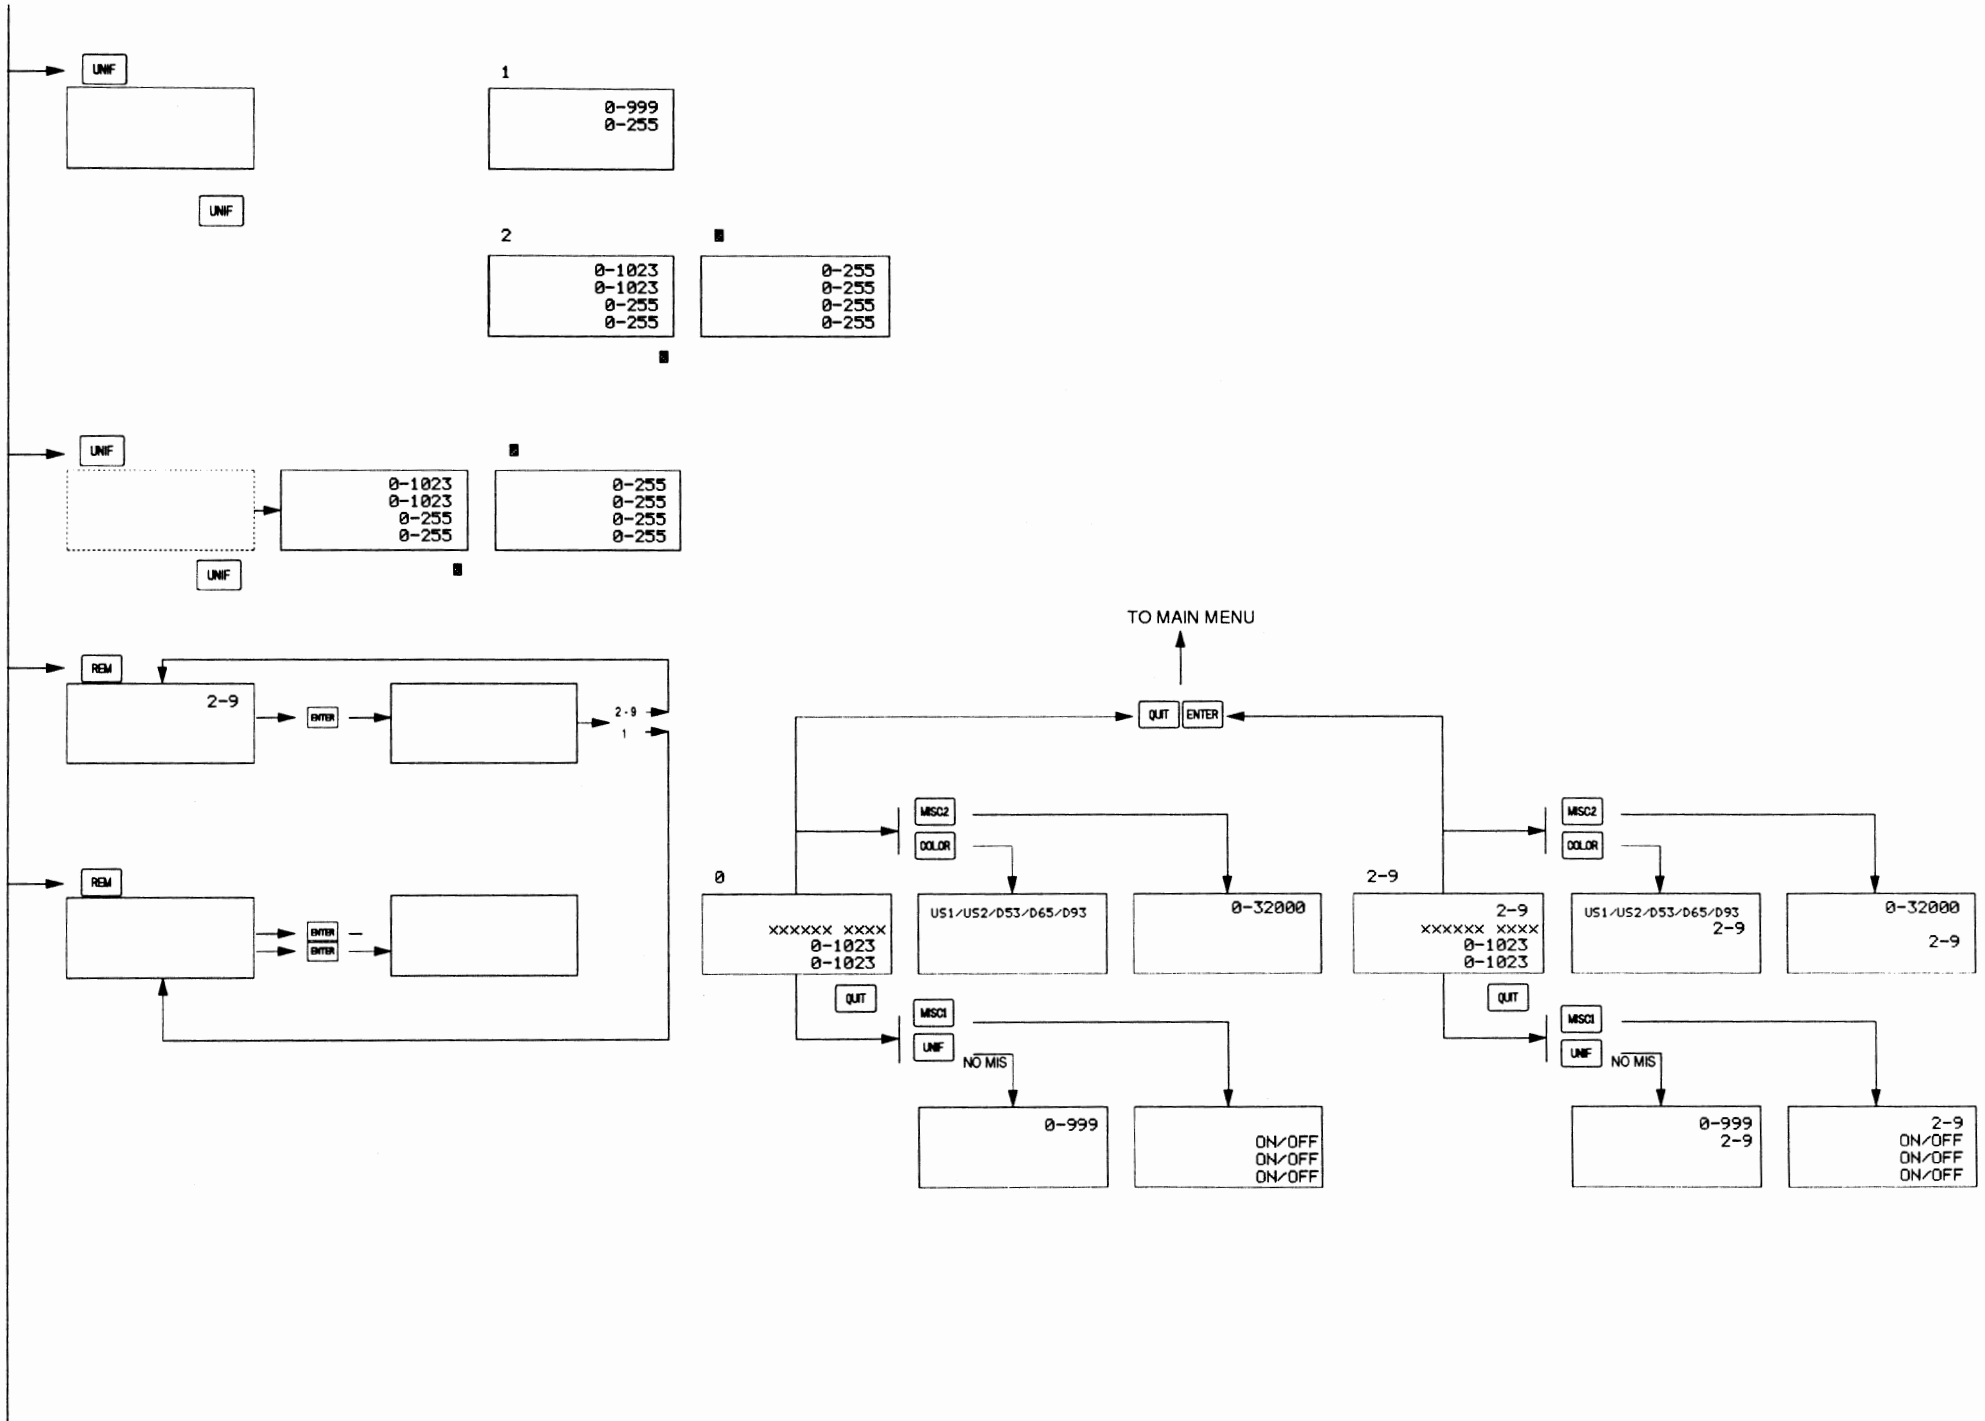 UNIF
1
0-999
0-255
UNIF
2
0-1023
0-1023
0-255
0-255
0-255
0-255
0-255
0-255
UNIF
0-1023
0-1023
0-255
0-255
0-255
0-255
0-255
0-255
UNIF
TO MAIN MENU
REM
2-9
ENTER
2-9
1
QUIT ENTER
REM
ENTER
ENTER
0
XXXXXX XXXX
0-1023
0-1023
QUIT
MISC2
COLOR
US1/US2/D53/D65/D93
0-32000
MISC1
UNIF
NO MIS
0-999
ON/OFF
ON/OFF
ON/OFF
2-9
2-9
XXXXXX XXXX
0-1023
0-1023
QUIT
MISC2
COLOR
US1/US2/D53/D65/D93
2-9
0-32000
2-9
MISC1
UNIF
NO MIS
0-999
2-9
2-9
ON/OFF
ON/OFF
ON/OFF